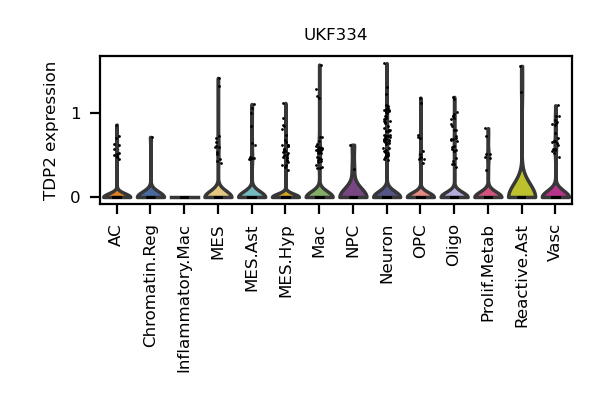 UKF334
TDP2 expression
1
0
AC
Chromatin.Reg
Inflammatory.Mac
MES
MES.Ast
MES.Hyp
Mac
NPC
Neuron
OPC
Oligo
Prolif.Metab
Reactive.Ast
Vasc